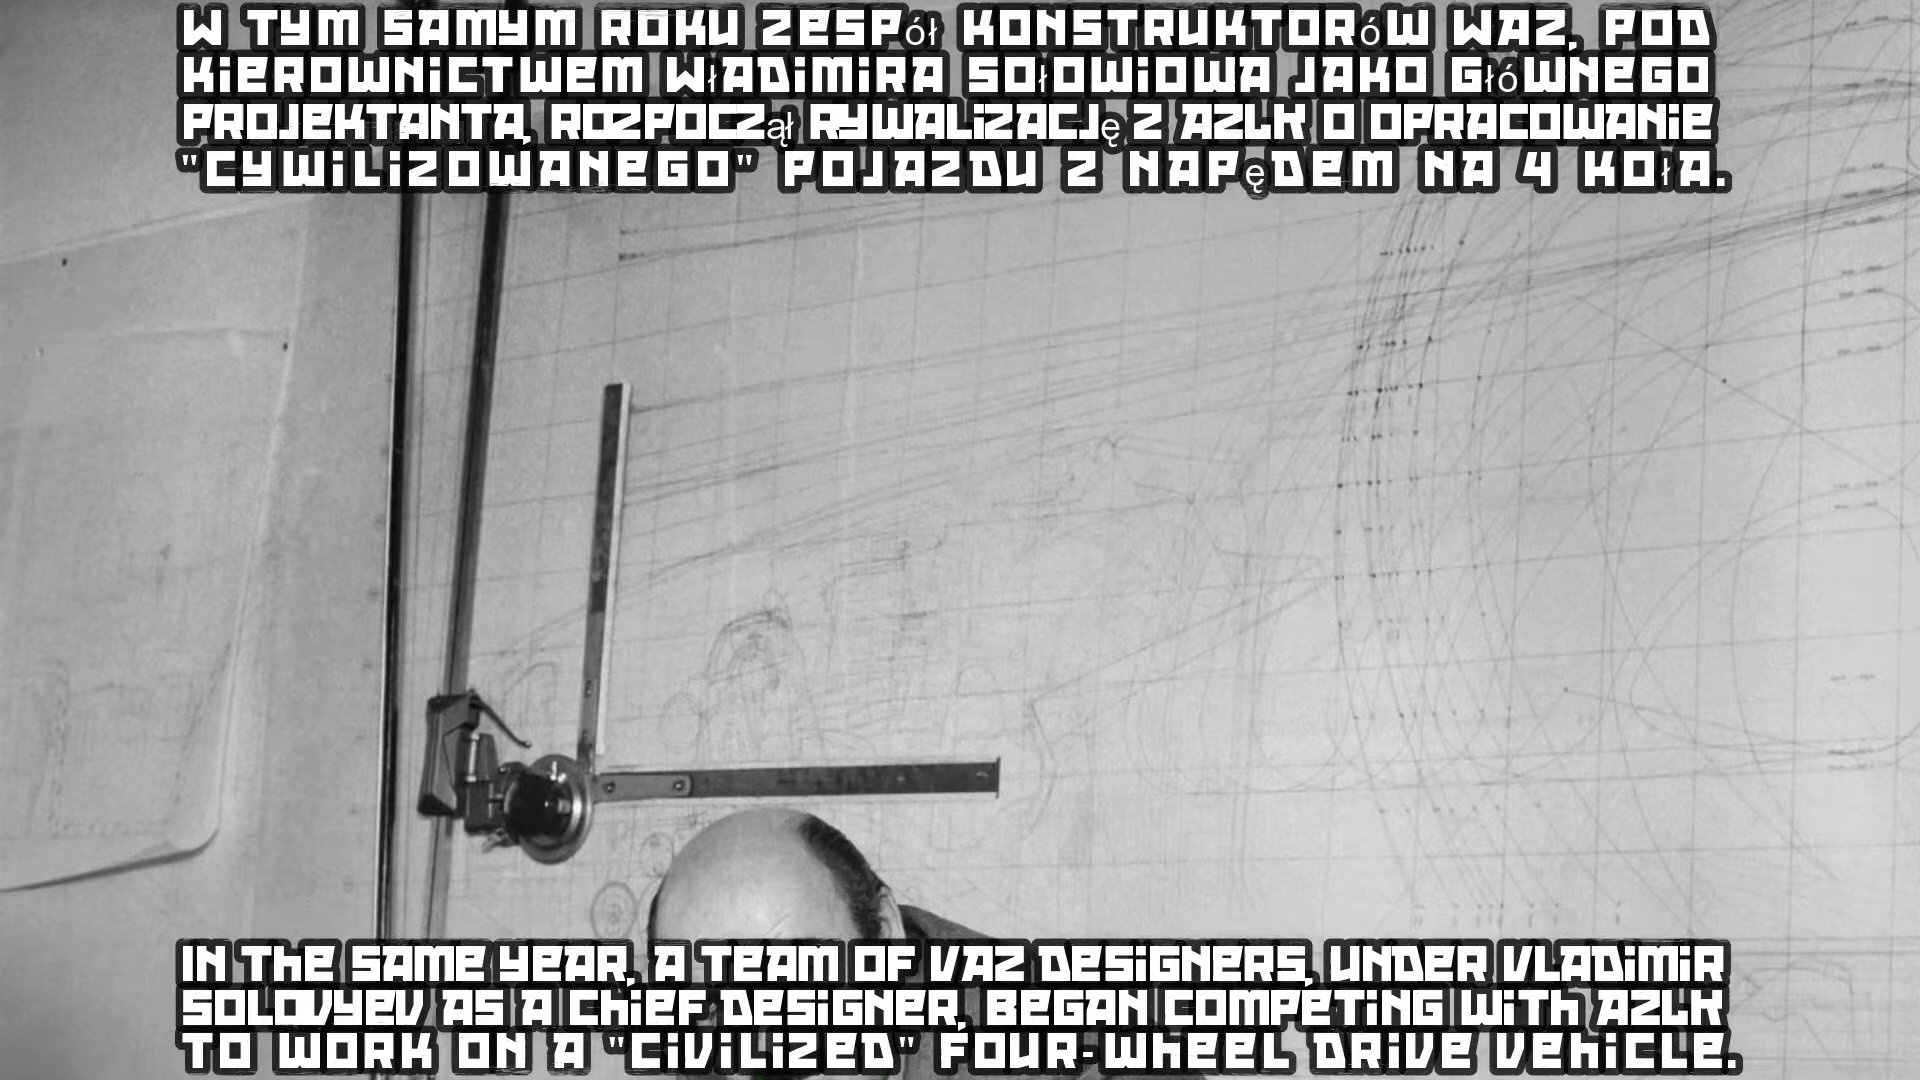 W TYM SAMYM ROKU ZESPół KONSTRUKTORóW WAZ, POD
KIEROWNICTWEM WłADIMIRA SOłOWIOWA JAKO GłóWNEGO
PROJEKTANTA, ROZPOCZął RYWALIZACJę Z AZLK O OPRACOWANIE
"CYWILIZOWANEGO" POJAZDU Z NAPęDEM NA 4 KOłA.
IN THE SAME YEAR, A TEAM OF VAZ DESIGNERS, UNDER VLADIMIR
SOLOVYEV AS A CHIEF DESIGNER, BEGAN COMPETING WITH AZLK
TO WORK ON A "CIVILIZED" FOUR-WHEEL DRIVE VEHICLE.